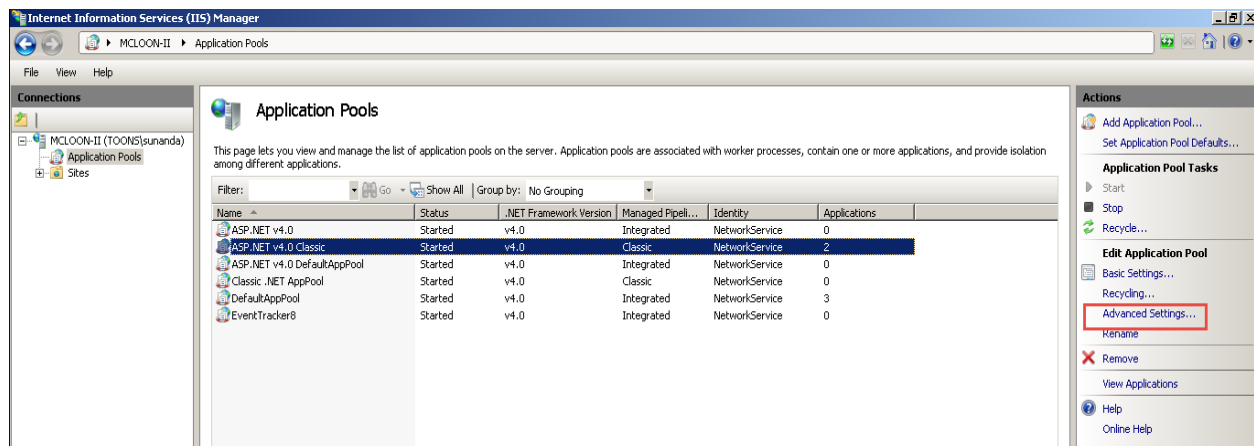 Internet Information Services (IIS) Manager
MCLOON-II Application Pools
File View Help
Connections
MCLOON-II (TOONS\sunanda)
Application Pools
Sites
Application Pools
This page lets you view and manage the list of application pools on the server. Application pools are associated with worker processes, contain one or more applications, and provide isolation
among different applications.
Filter: Go Show All Group by: No Grouping
Name Status .NET Framework Version Managed Pipeli... Identity Applications
ASP.NET v4.0 Started v4.0 Integrated NetworkService 0
ASP.NET v4.0 Classic Started v4.0 Classic NetworkService 2
ASP.NET v4.0 DefaultAppPool Started v4.0 Integrated NetworkService 0
Classic .NET AppPool Started v4.0 Classic NetworkService 0
DefaultAppPool Started v4.0 Integrated NetworkService 3
EventTracker8 Started v4.0 Integrated NetworkService 0
Actions
Add Application Pool...
Set Application Pool Defaults...
Application Pool Tasks
Start
Stop
Recycle...
Edit Application Pool
Basic Settings...
Recycling...
Advanced Settings...
Rename
Remove
View Applications
Help
Online Help